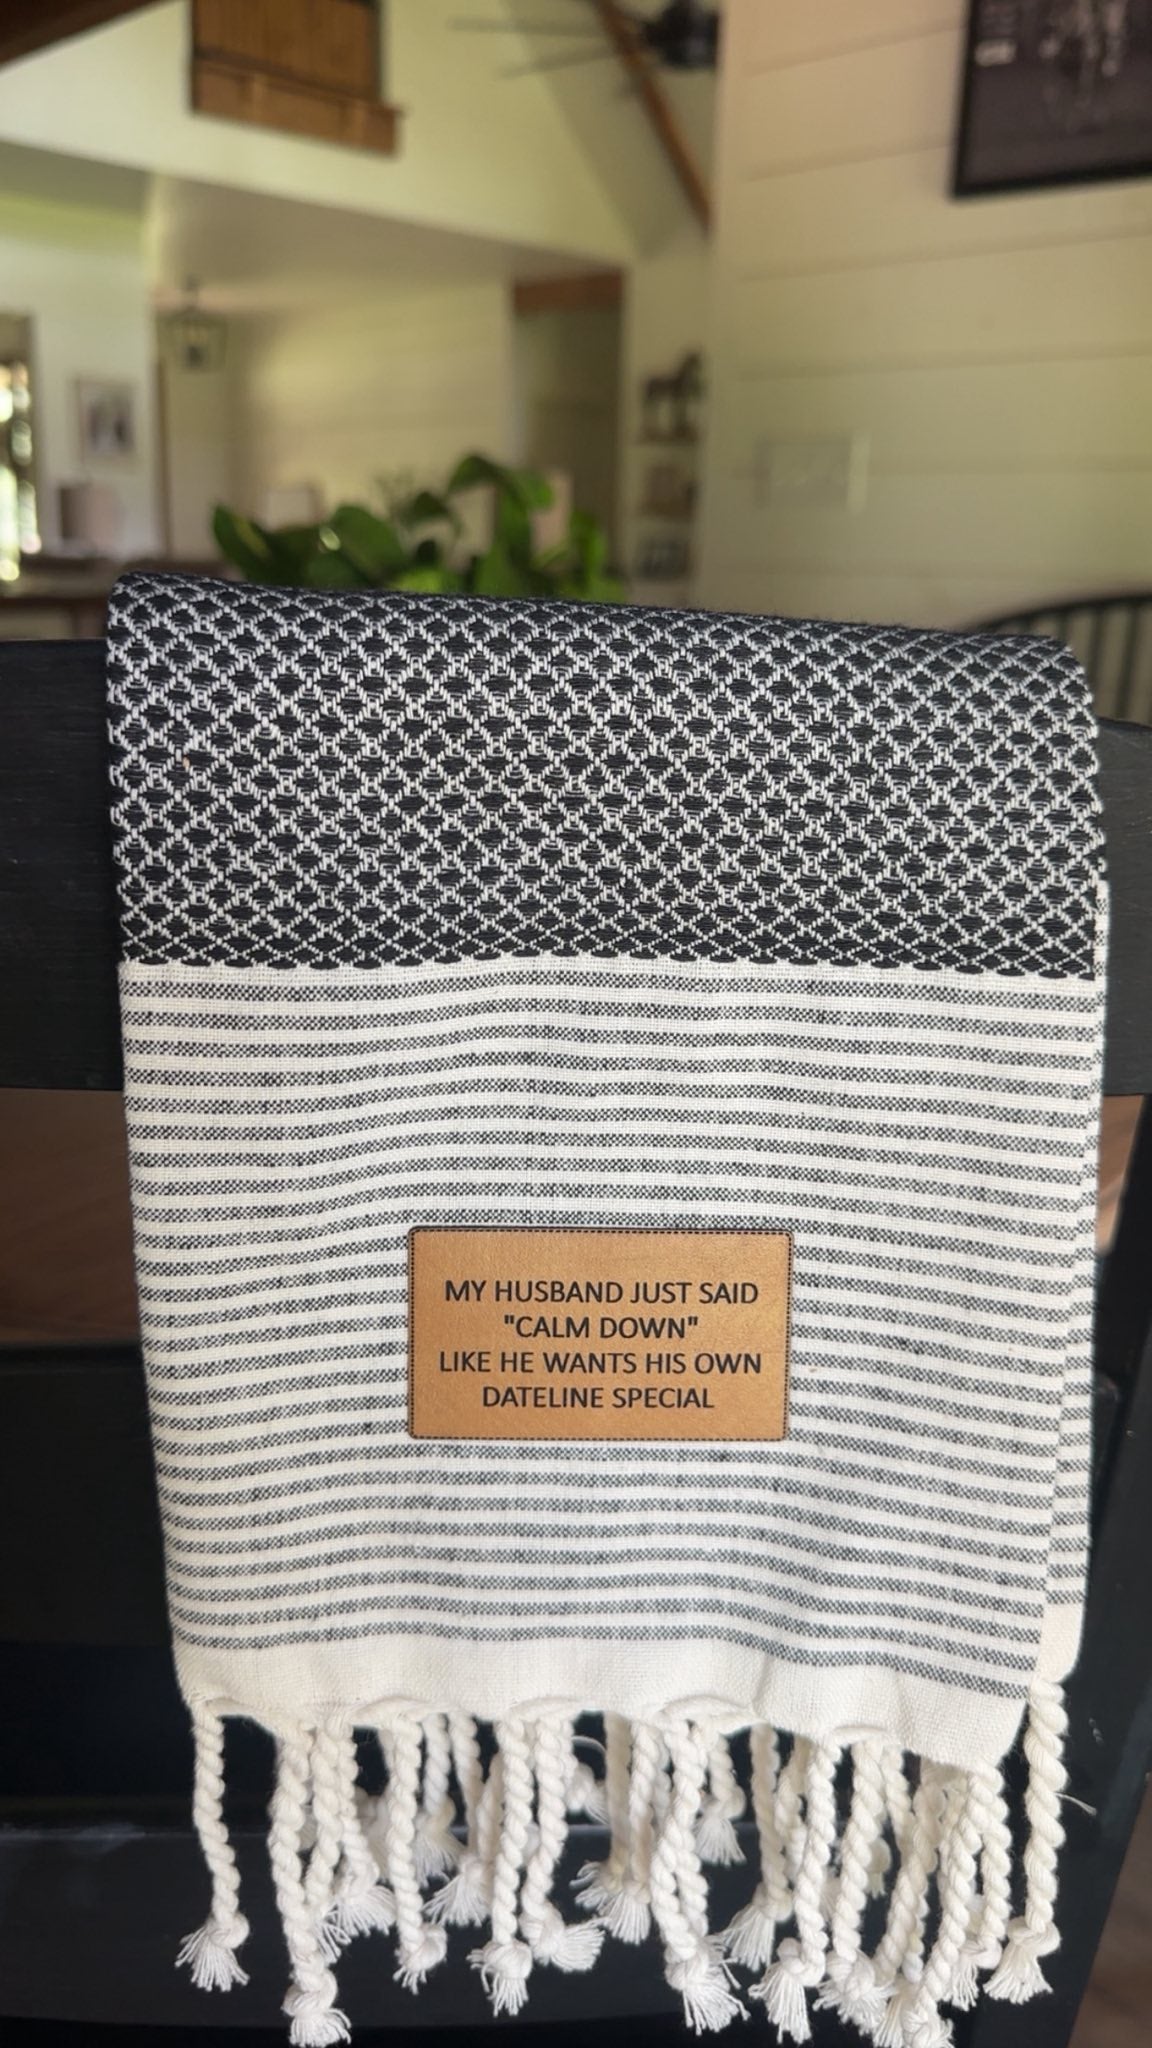 MY HUSBAND JUST SAID
"CALM DOWN"
LIKE HE WANTS HIS OWN
DATELINE SPECIAL